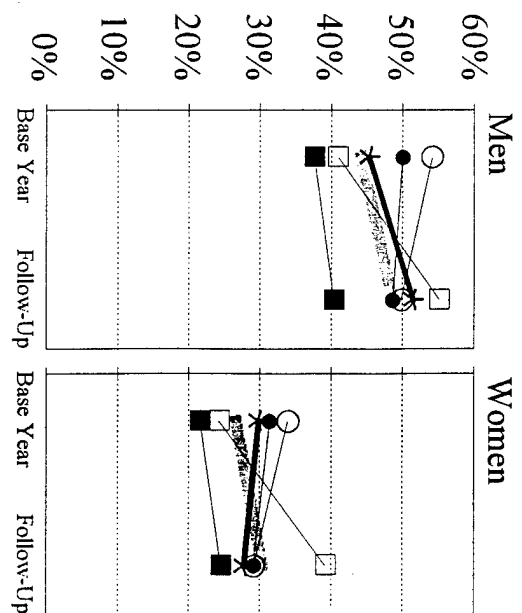 Men
60%
50%
40%
30%
20%
10%
0%
Base Year
Follow-Up
Women
Base Year
Follow-Up